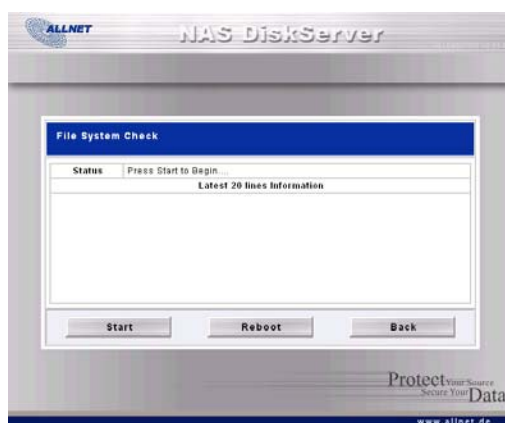 ALLNET
NAS DiskServer
File System Check
Status Press Start to Begin....
Latest 20 lines Information
Start Reboot Back
Protect Your Source
Secure Your Data
www.allnet.de